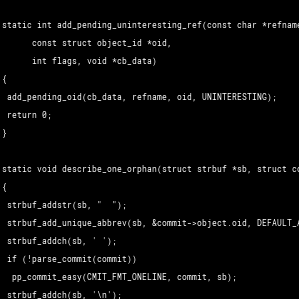 static int add_pending_uninteresting_ref(const char *refname
const struct object_id *oid,
int flags, void *cb_data)
{
add_pending_oid(cb_data, refname, oid, UNINTERESTING);
return 0;
}
static void describe_one_orphan(struct strbuf *sb, struct co
{
strbuf_addstr(sb, "  ");
strbuf_add_unique_abbrev(sb, &commit->object.oid, DEFAULT_A
strbuf_addch(sb, ' ');
if (!parse_commit(commit))
pp_commit_easy(CMIT_FMT_ONELINE, commit, sb);
strbuf_addch(sb, '\n');